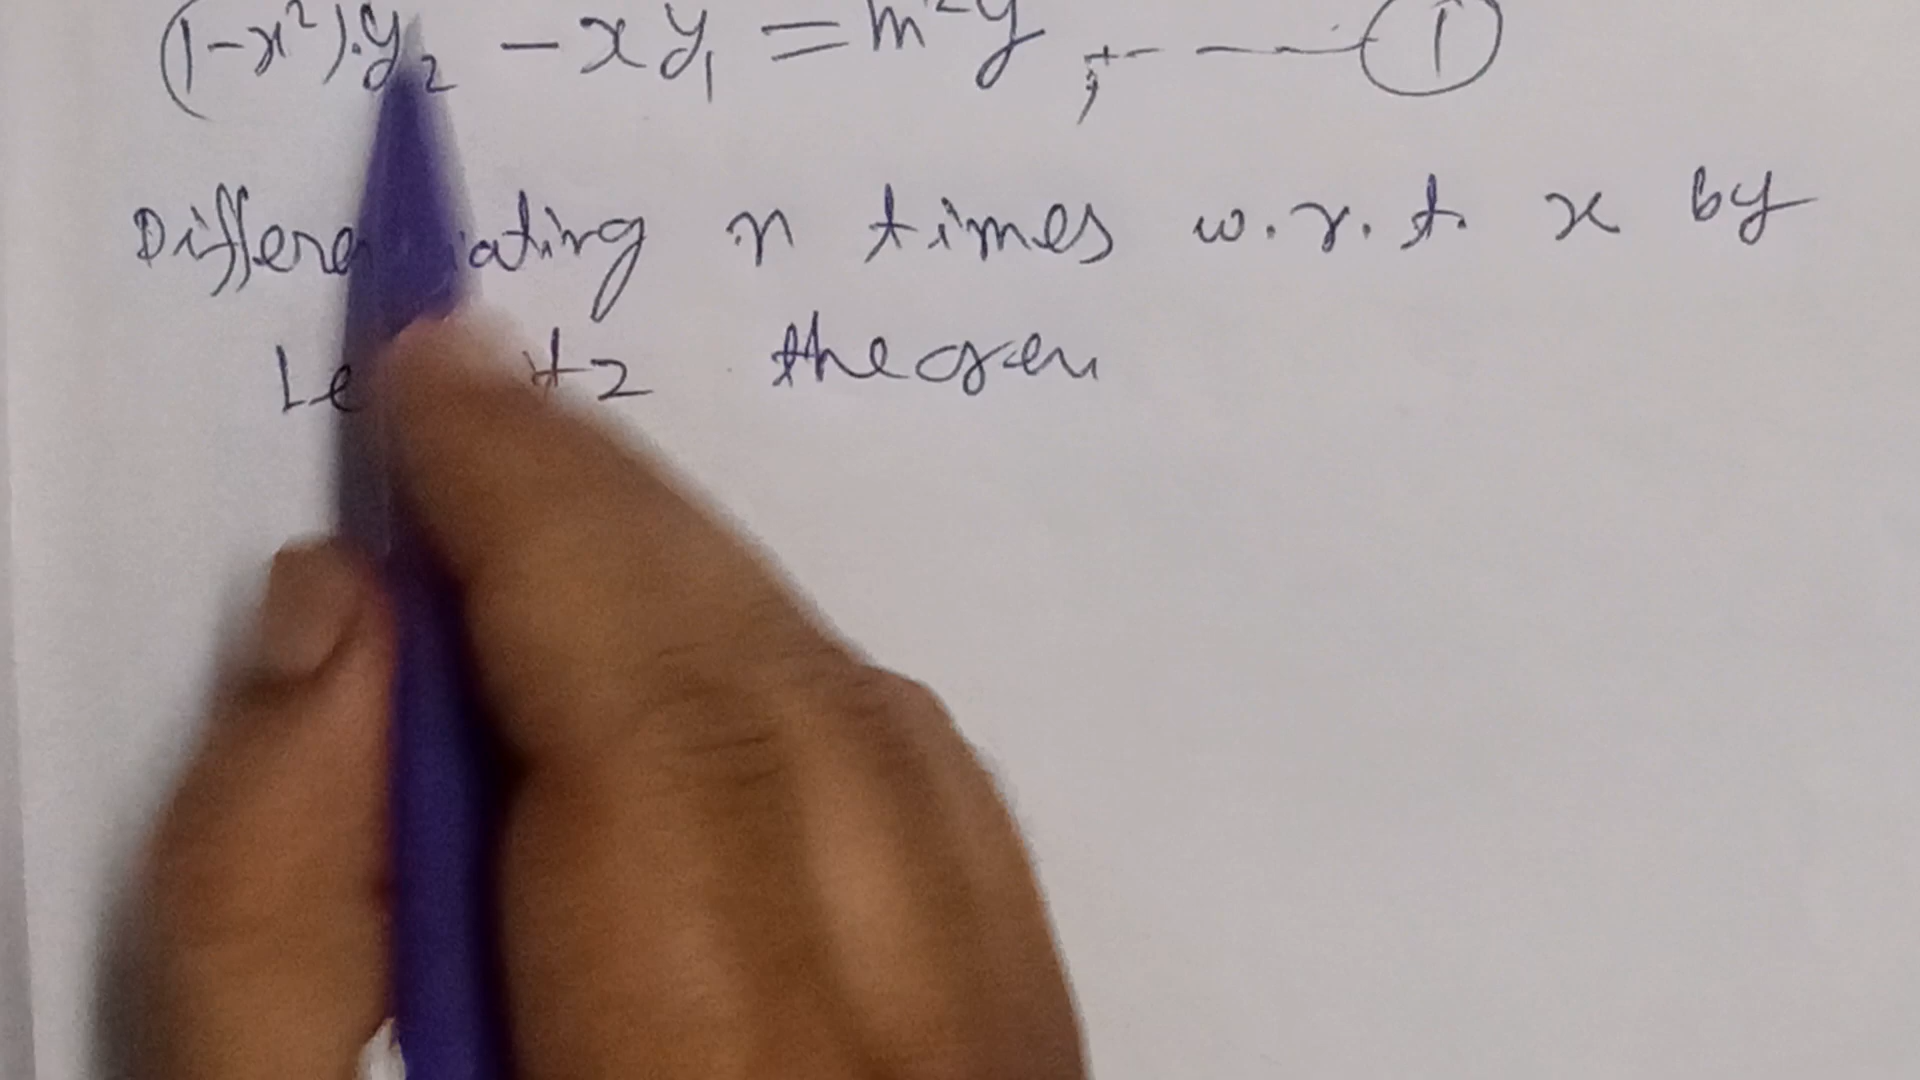 (1-x²).y₂ - xy₁ = m²y, ①
Differe ating n times w.r.t. x by
Le tz theorem